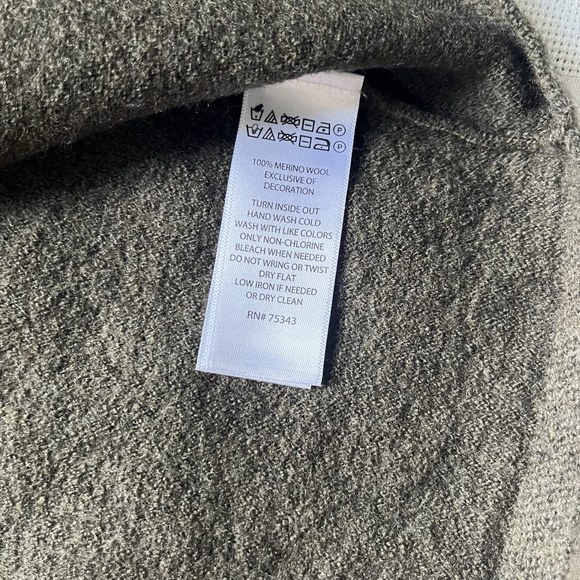 P
P
100% MERINO WOOL
EXCLUSIVE OF
DECORATION
TURN INSIDE OUT
HAND WASH COLD
WASH WITH LIKE COLORS
ONLY NON-CHLORINE
BLEACH WHEN NEEDED
DO NOT WRING OR TWIST
DRY FLAT
LOW IRON IF NEEDED
OR DRY CLEAN
RN# 75343